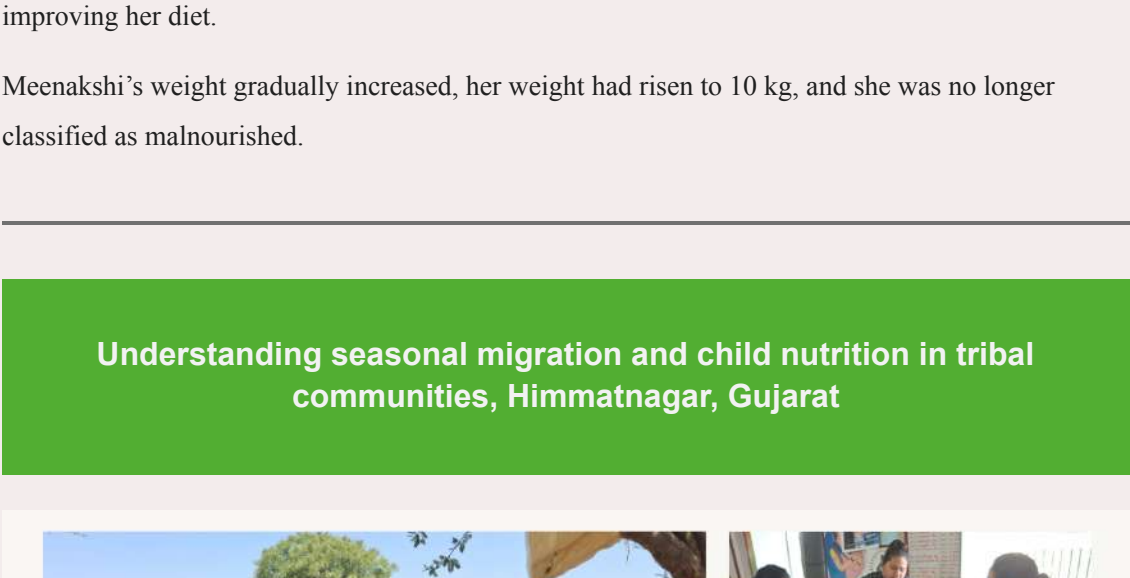 improving her diet.
Meenakshi’s weight gradually increased, her weight had risen to 10 kg, and she was no longer
classified as malnourished.
Understanding seasonal migration and child nutrition in tribal
communities, Himmatnagar, Gujarat